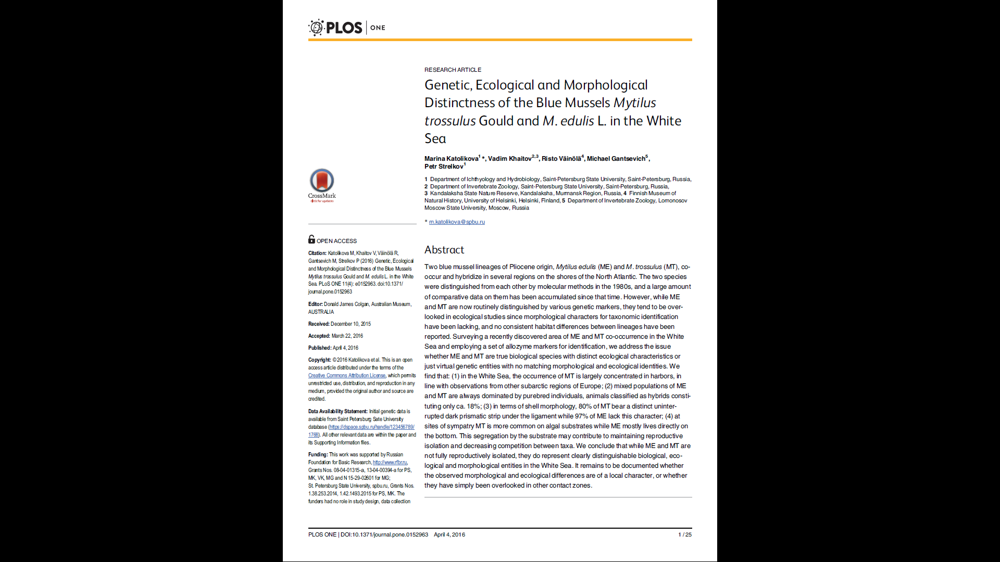 PLOS ONE
RESEARCH ARTICLE
Genetic, Ecological and Morphological
Distinctness of the Blue Mussels Mytilus
trossulus Gould and M. edulis L. in the White
Sea
Marina Katolikova1*, Vadim Khaitov2,3, Risto Väinölä4, Michael Gantsevich5,
Petr Strelkov1
1 Department of Ichthyology and Hydrobiology, Saint-Petersburg State University, Saint-Petersburg, Russia,
2 Department of Invertebrate Zoology, Saint-Petersburg State University, Saint-Petersburg, Russia,
3 Kandalaksha State Nature Reserve, Kandalaksha, Murmansk Region, Russia, 4 Finnish Museum of
Natural History, University of Helsinki, Helsinki, Finland, 5 Department of Invertebrate Zoology, Lomonosov
Moscow State University, Moscow, Russia
* m.katolikova@spbu.ru
CrossMark
click for updates
OPEN ACCESS
Citation: Katolikova M, Khaitov V, Väinölä R,
Gantsevich M, Strelkov P (2016) Genetic, Ecological
and Morphological Distinctness of the Blue Mussels
Mytilus trossulus Gould and M. edulis L. in the White
Sea. PLoS ONE 11(4): e0152963. doi:10.1371/
journal.pone.0152963
Editor: Donald James Colgan, Australian Museum,
AUSTRALIA
Received: December 10, 2015
Accepted: March 22, 2016
Published: April 4, 2016
Copyright: © 2016 Katolikova et al. This is an open
access article distributed under the terms of the
Creative Commons Attribution License, which permits
unrestricted use, distribution, and reproduction in any
medium, provided the original author and source are
credited.
Data Availability Statement: Initial genetic data is
available from Saint Petersburg Sate University
database (https://dspace.spbu.ru/handle/123456789/
1768). All other relevant data are within the paper and
its Supporting Information files.
Funding: This work was supported by Russian
Foundation for Basic Research, http://www.rfbr.ru,
Grants Nos. 08-04-01315-a, 13-04-00394-a for PS,
MK, VK, MG and N 15-29-02601 for MG;
St. Petersburg State University, spbu.ru, Grants Nos.
1.38.253.2014, 1.42.1493.2015 for PS, MK. The
funders had no role in study design, data collection
Abstract
Two blue mussel lineages of Pliocene origin, Mytilus edulis (ME) and M. trossulus (MT), co-
occur and hybridize in several regions on the shores of the North Atlantic. The two species
were distinguished from each other by molecular methods in the 1980s, and a large amount
of comparative data on them has been accumulated since that time. However, while ME
and MT are now routinely distinguished by various genetic markers, they tend to be over-
looked in ecological studies since morphological characters for taxonomic identification
have been lacking, and no consistent habitat differences between lineages have been
reported. Surveying a recently discovered area of ME and MT co-occurrence in the White
Sea and employing a set of allozyme markers for identification, we address the issue
whether ME and MT are true biological species with distinct ecological characteristics or
just virtual genetic entities with no matching morphological and ecological identities. We
find that: (1) in the White Sea, the occurrence of MT is largely concentrated in harbors, in
line with observations from other subarctic regions of Europe; (2) mixed populations of ME
and MT are always dominated by purebred individuals, animals classified as hybrids consti-
tuting only ca. 18%; (3) in terms of shell morphology, 80% of MT bear a distinct uninter-
rupted dark prismatic strip under the ligament while 97% of ME lack this character; (4) at
sites of sympatry MT is more common on algal substrates while ME mostly lives directly on
the bottom. This segregation by the substrate may contribute to maintaining reproductive
isolation and decreasing competition between taxa. We conclude that while ME and MT are
not fully reproductively isolated, they do represent clearly distinguishable biological, eco-
logical and morphological entities in the White Sea. It remains to be documented whether
the observed morphological and ecological differences are of a local character, or whether
they have simply been overlooked in other contact zones.
PLOS ONE | DOI:10.1371/journal.pone.0152963 April 4, 2016
1 / 25